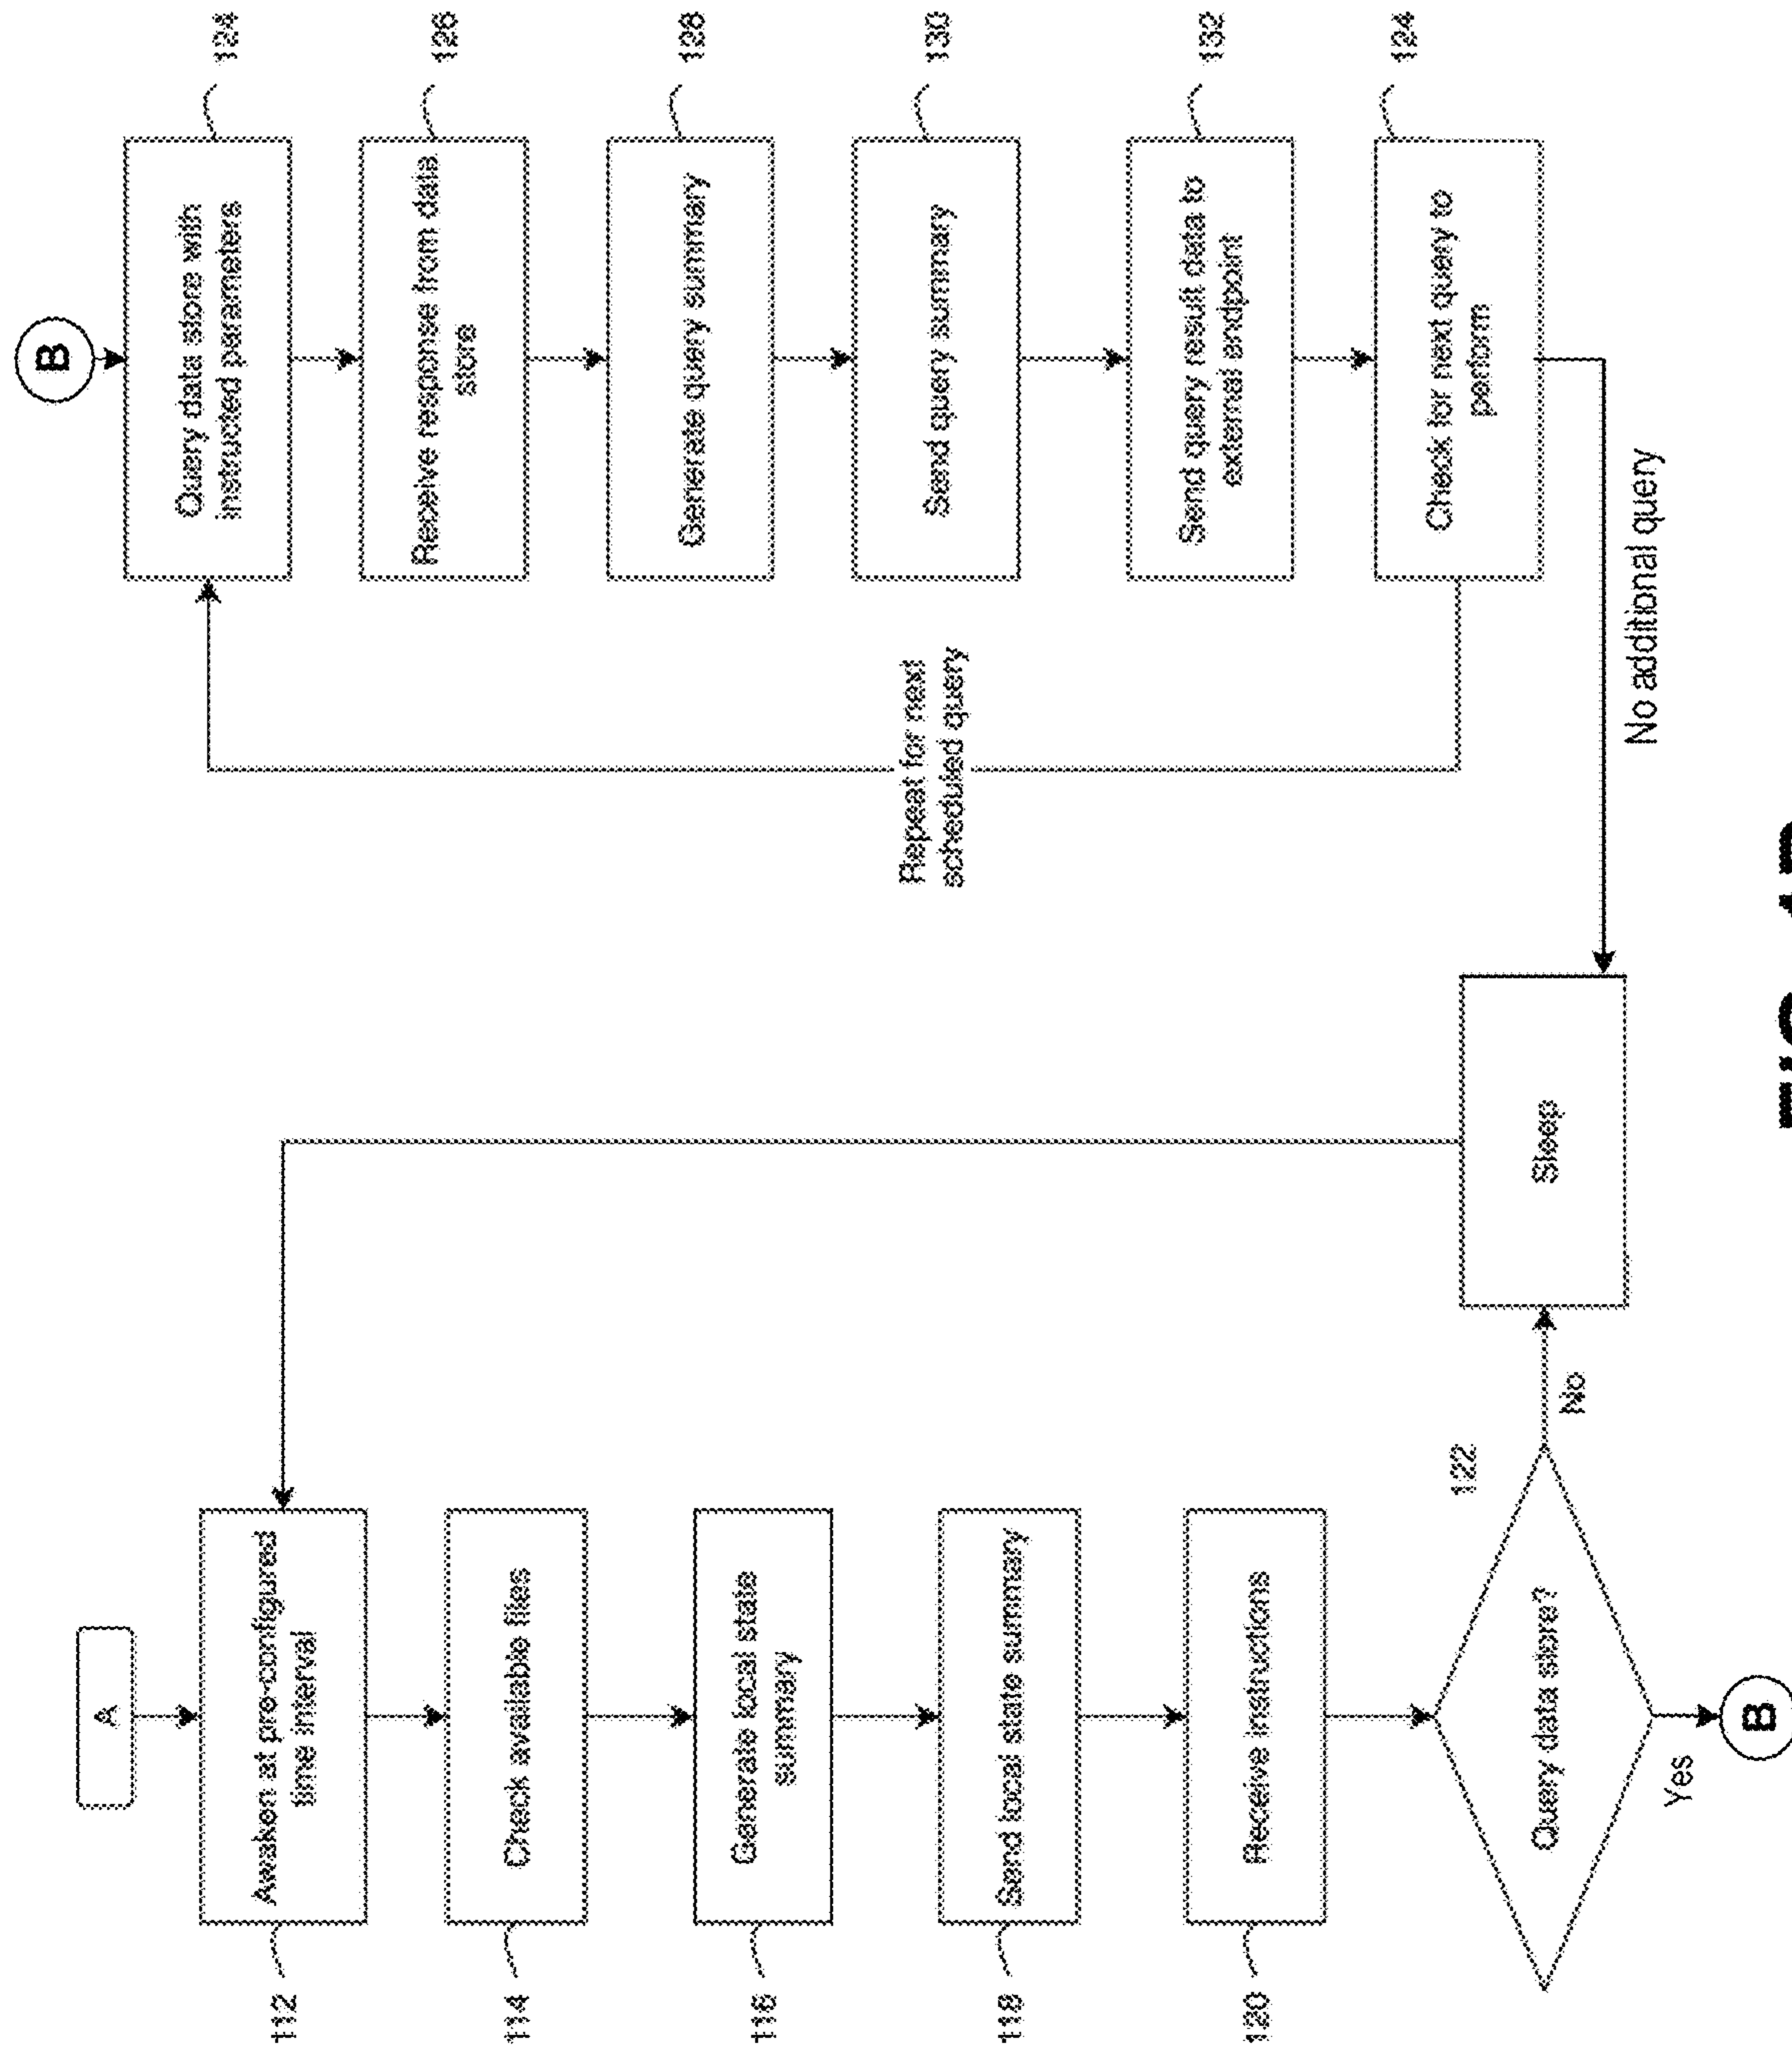 A
112
Awaken at pre-configured
time interval
114
Check available files
116
Generate local state
summary
118
Send local state summary
120
Receive instructions
122
Query data store?
No
Yes
B
Sleep
B
Query data store with
instructed parameters
124
Receive response from data
store
126
Generate query summary
128
Send query summary
130
Send query result data to
external endpoint
132
Check for next query to
perform
124
Repeat for next
scheduled query
No additional query